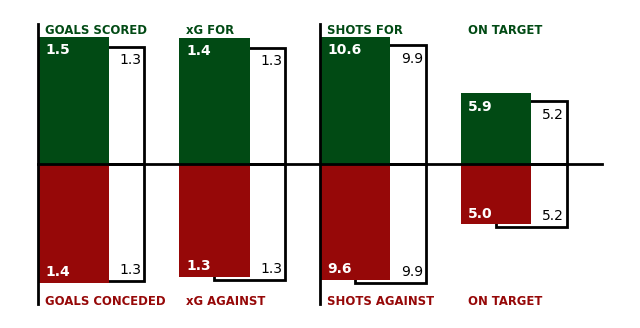 GOALS SCORED xG FOR SHOTS FOR ON TARGET
1.5 1.3 1.4 1.3 10.6 9.9 5.9 5.2
1.4 1.3 1.3 1.3 9.6 9.9 5.0 5.2
GOALS CONCEDED xG AGAINST SHOTS AGAINST ON TARGET